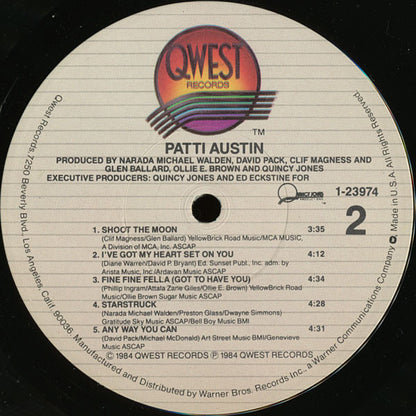 QWEST
RECORDS
TM
PATTI AUSTIN
PRODUCED BY NARADA MICHAEL WALDEN, DAVID PACK, CLIF MAGNESS AND
GLEN BALLARD, OLLIE E. BROWN AND QUINCY JONES
EXECUTIVE PRODUCERS: QUINCY JONES AND ED ECKSTINE FOR
QUINCY JONES
PRODUCTIONS
1-23974
2
1. SHOOT THE MOON 3:35
(Clif Magness/Glen Ballard) YellowBrick Road Music/MCA MUSIC,
A Division of MCA, Inc. ASCAP
2. I'VE GOT MY HEART SET ON YOU 4:12
(Diane Warren/David P. Bryant) Ed. Sunset Publ., Inc. adm. by
Arista Music, Inc./Ardavan Music ASCAP
3. FINE FINE FELLA (GOT TO HAVE YOU) 4:34
(Phillip Ingram/Attala Zane Giles/Ollie E. Brown) YellowBrick Road
Music/Ollie Brown Sugar Music ASCAP
4. STARSTRUCK 4:28
(Narada Michael Walden/Preston Glass/Dwayne Simmons)
Gratitude Sky Music ASCAP/Bell Boy Music BMI
5. ANY WAY YOU CAN 4:31
(David Pack/Michael McDonald) Art Street Music BMI/Genevieve
Music ASCAP
© 1984 QWEST RECORDS ℗ 1984 QWEST RECORDS
Qwest Records: 7250 Beverly Blvd., Los Angeles, Calif. 90036. Manufactured and Distributed by Warner Bros. Records Inc., a Warner Communications Company. Made in U.S.A.